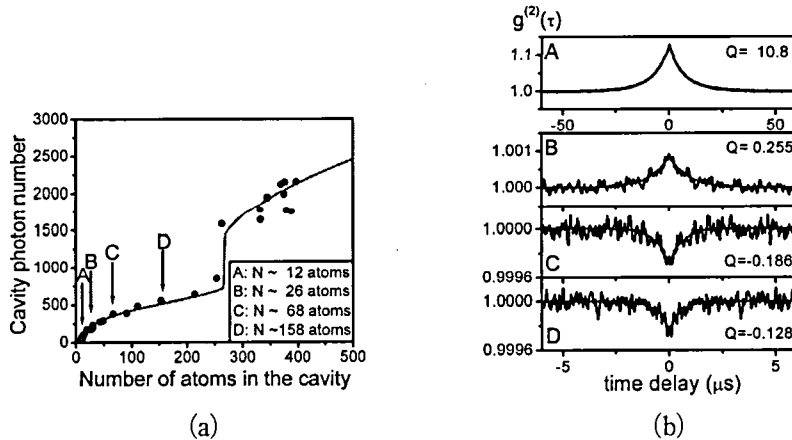 g(2)(τ)
A
Q= 10.8
1.1
1.0
-50 0 50
B
Q= 0.255
1.001
1.000
1.0000
C
Q=-0.186
0.9996
1.0000
D
Q=-0.128
0.9996
-5 0 5
time delay (μs)
(b)
Cavity photon number
3000
2500
2000
1500
1000
500
0
A
B
C
D
A: N ~ 12 atoms
B: N ~ 26 atoms
C: N ~ 68 atoms
D: N ~158 atoms
0 100 200 300 400 500
Number of atoms in the cavity
(a)